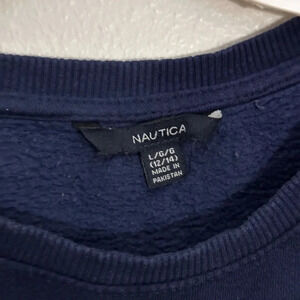 NAUTICA
L/G/G
(12/14)
MADE IN
PAKISTAN